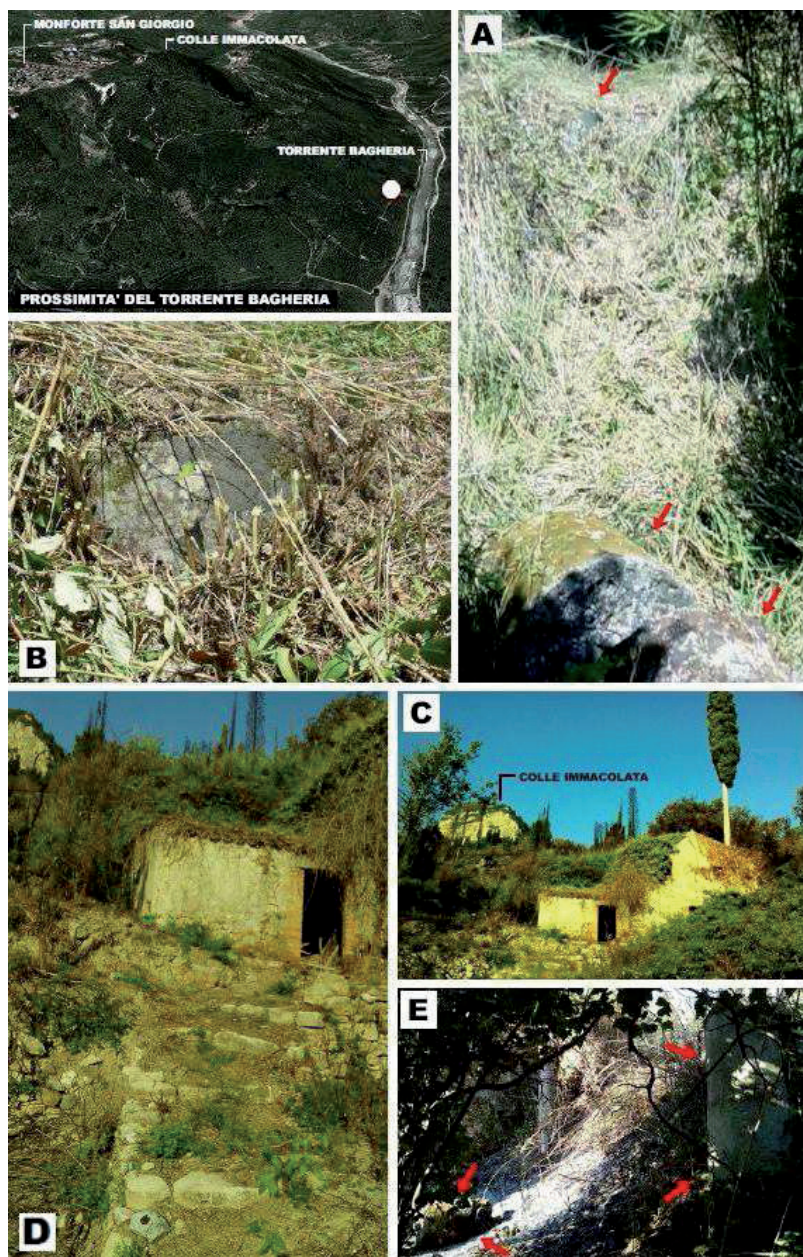 MONFORTE SAN GIORGIO
COLLE IMMACOLATA
TORRENTE BAGHERIA
PROSSIMITA' DEL TORRENTE BAGHERIA
A
B
C
COLLE IMMACOLATA
D
E